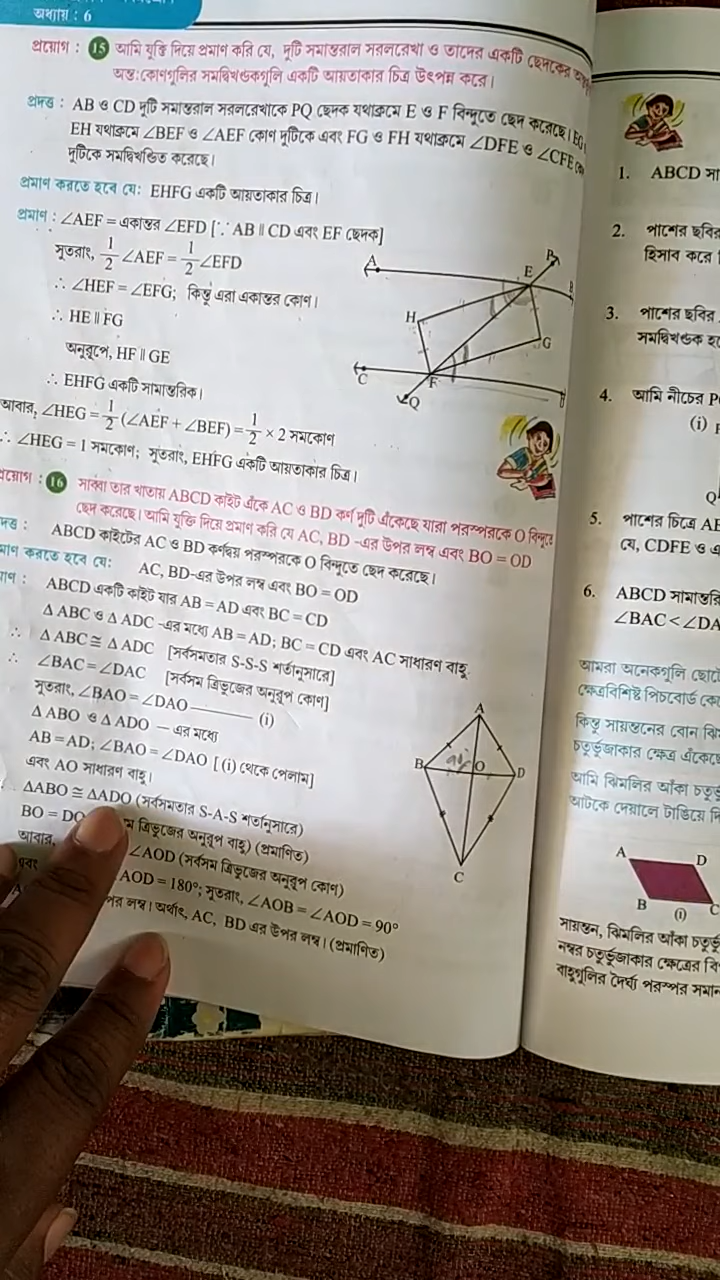 অধ্যায় : 6
প্রয়োগ : 15 আমি যুক্তি দিয়ে প্রমাণ করি যে, দুটি সমান্তরাল সরলরেখা ও তাদের একটি ছেদকের
অন্ত:কোণগুলির সমদ্বিখণ্ডকগুলি একটি আয়তাকার চিত্র উৎপন্ন করে।
প্রদত্ত : AB ও CD দুটি সমান্তরাল সরলরেখাকে PQ ছেদক যথাক্রমে E ও F বিন্দুতে ছেদ করেছে। EG
EH যথাক্রমে ∠BEF ও ∠AEF কোণ দুটিকে এবং FG ও FH যথাক্রমে ∠DFE ও ∠CFE
দুটিকে সমদ্বিখণ্ডিত করেছে।
প্রমাণ করতে হবে যে: EHFG একটি আয়তাকার চিত্র।
প্রমাণ : ∠AEF = একান্তর ∠EFD [∵ AB || CD এবং EF ছেদক]
সুতরাং, 1/2 ∠AEF = 1/2 ∠EFD
∴ ∠HEF = ∠EFG; কিন্তু এরা একান্তর কোণ।
∴ HE || FG
অনুরূপে, HF || GE
∴ EHFG একটি সামান্তরিক।
আবার, ∠HEG = 1/2 (∠AEF + ∠BEF) = 1/2 × 2 সমকোণ
∴ ∠HEG = 1 সমকোণ; সুতরাং, EHFG একটি আয়তাকার চিত্র।
A
P
E
H
G
C
F
Q
প্রয়োগ : 16 সাব্বা তার খাতায় ABCD কাইট এঁকে AC ও BD কর্ণ দুটি এঁকেছে যারা পরস্পরকে O বিন্দুতে
ছেদ করেছে। আমি যুক্তি দিয়ে প্রমাণ করি যে AC, BD -এর উপর লম্ব এবং BO = OD
ABCD কাইটের AC ও BD কর্ণদ্বয় পরস্পরকে O বিন্দুতে ছেদ করেছে।
করতে হবে যে: AC, BD-এর উপর লম্ব এবং BO = OD
ABCD একটি কাইট যার AB = AD এবং BC = CD
Δ ABC ও Δ ADC -এর মধ্যে AB = AD; BC = CD এবং AC সাধারণ বাহু
∴ Δ ABC ≅ Δ ADC [সর্বসমতার S-S-S শর্তানুসারে]
∴ ∠BAC = ∠DAC [সর্বসম ত্রিভুজের অনুরূপ কোণ]
সুতরাং, ∠BAO = ∠DAO ——— (i)
Δ ABO ও Δ ADO — এর মধ্যে
AB = AD; ∠BAO = ∠DAO [(i) থেকে পেলাম]
এবং AO সাধারণ বাহু।
ΔABO ≅ ΔADO (সর্বসমতার S-A-S শর্তানুসারে)
BO = DO ত্রিভুজের অনুরূপ বাহু) (প্রমাণিত)
আবার, ∠AOD (সর্বসম ত্রিভুজের অনুরূপ কোণ)
এবং AOD = 180°; সুতরাং, ∠AOB = ∠AOD = 90°
লম্ব। অর্থাৎ, AC, BD এর উপর লম্ব। (প্রমাণিত)
A
B
O
D
C
1. ABCD
2. পাশের ছবির
হিসাব করে
3. পাশের ছবির
সমদ্বিখণ্ডক
4. আমি নীচের
(i)
5. পাশের চিত্রে
যে, CDFE ও
6. ABCD সামান্তরি
∠BAC < ∠DA
আমরা অনেকগুলি ছোটো
ক্ষেত্রবিশিষ্ট পিচবোর্ড
কিন্তু সায়ন্তনের বোন
চতুর্ভুজাকার ক্ষেত্র এঁকেছে
আমি ঝিমলির আঁকা
আটকে দেয়ালে টাঙিয়ে
A
D
B
(i)
C
সায়ন্তন, ঝিমলির আঁকা
নম্বর চতুর্ভুজাকার ক্ষেত্রের
বাহুগুলির দৈর্ঘ্য পরস্পর সমান